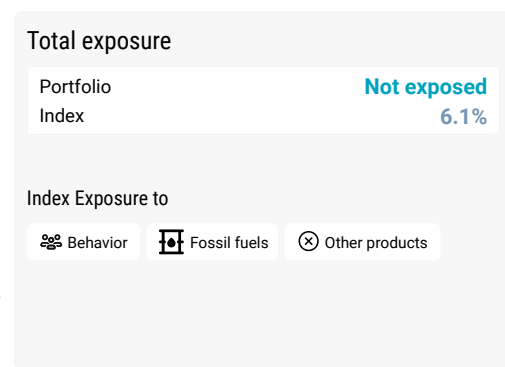 Total exposure
Portfolio Not exposed
Index 6.1%
Index Exposure to
Behavior Fossil fuels Other products